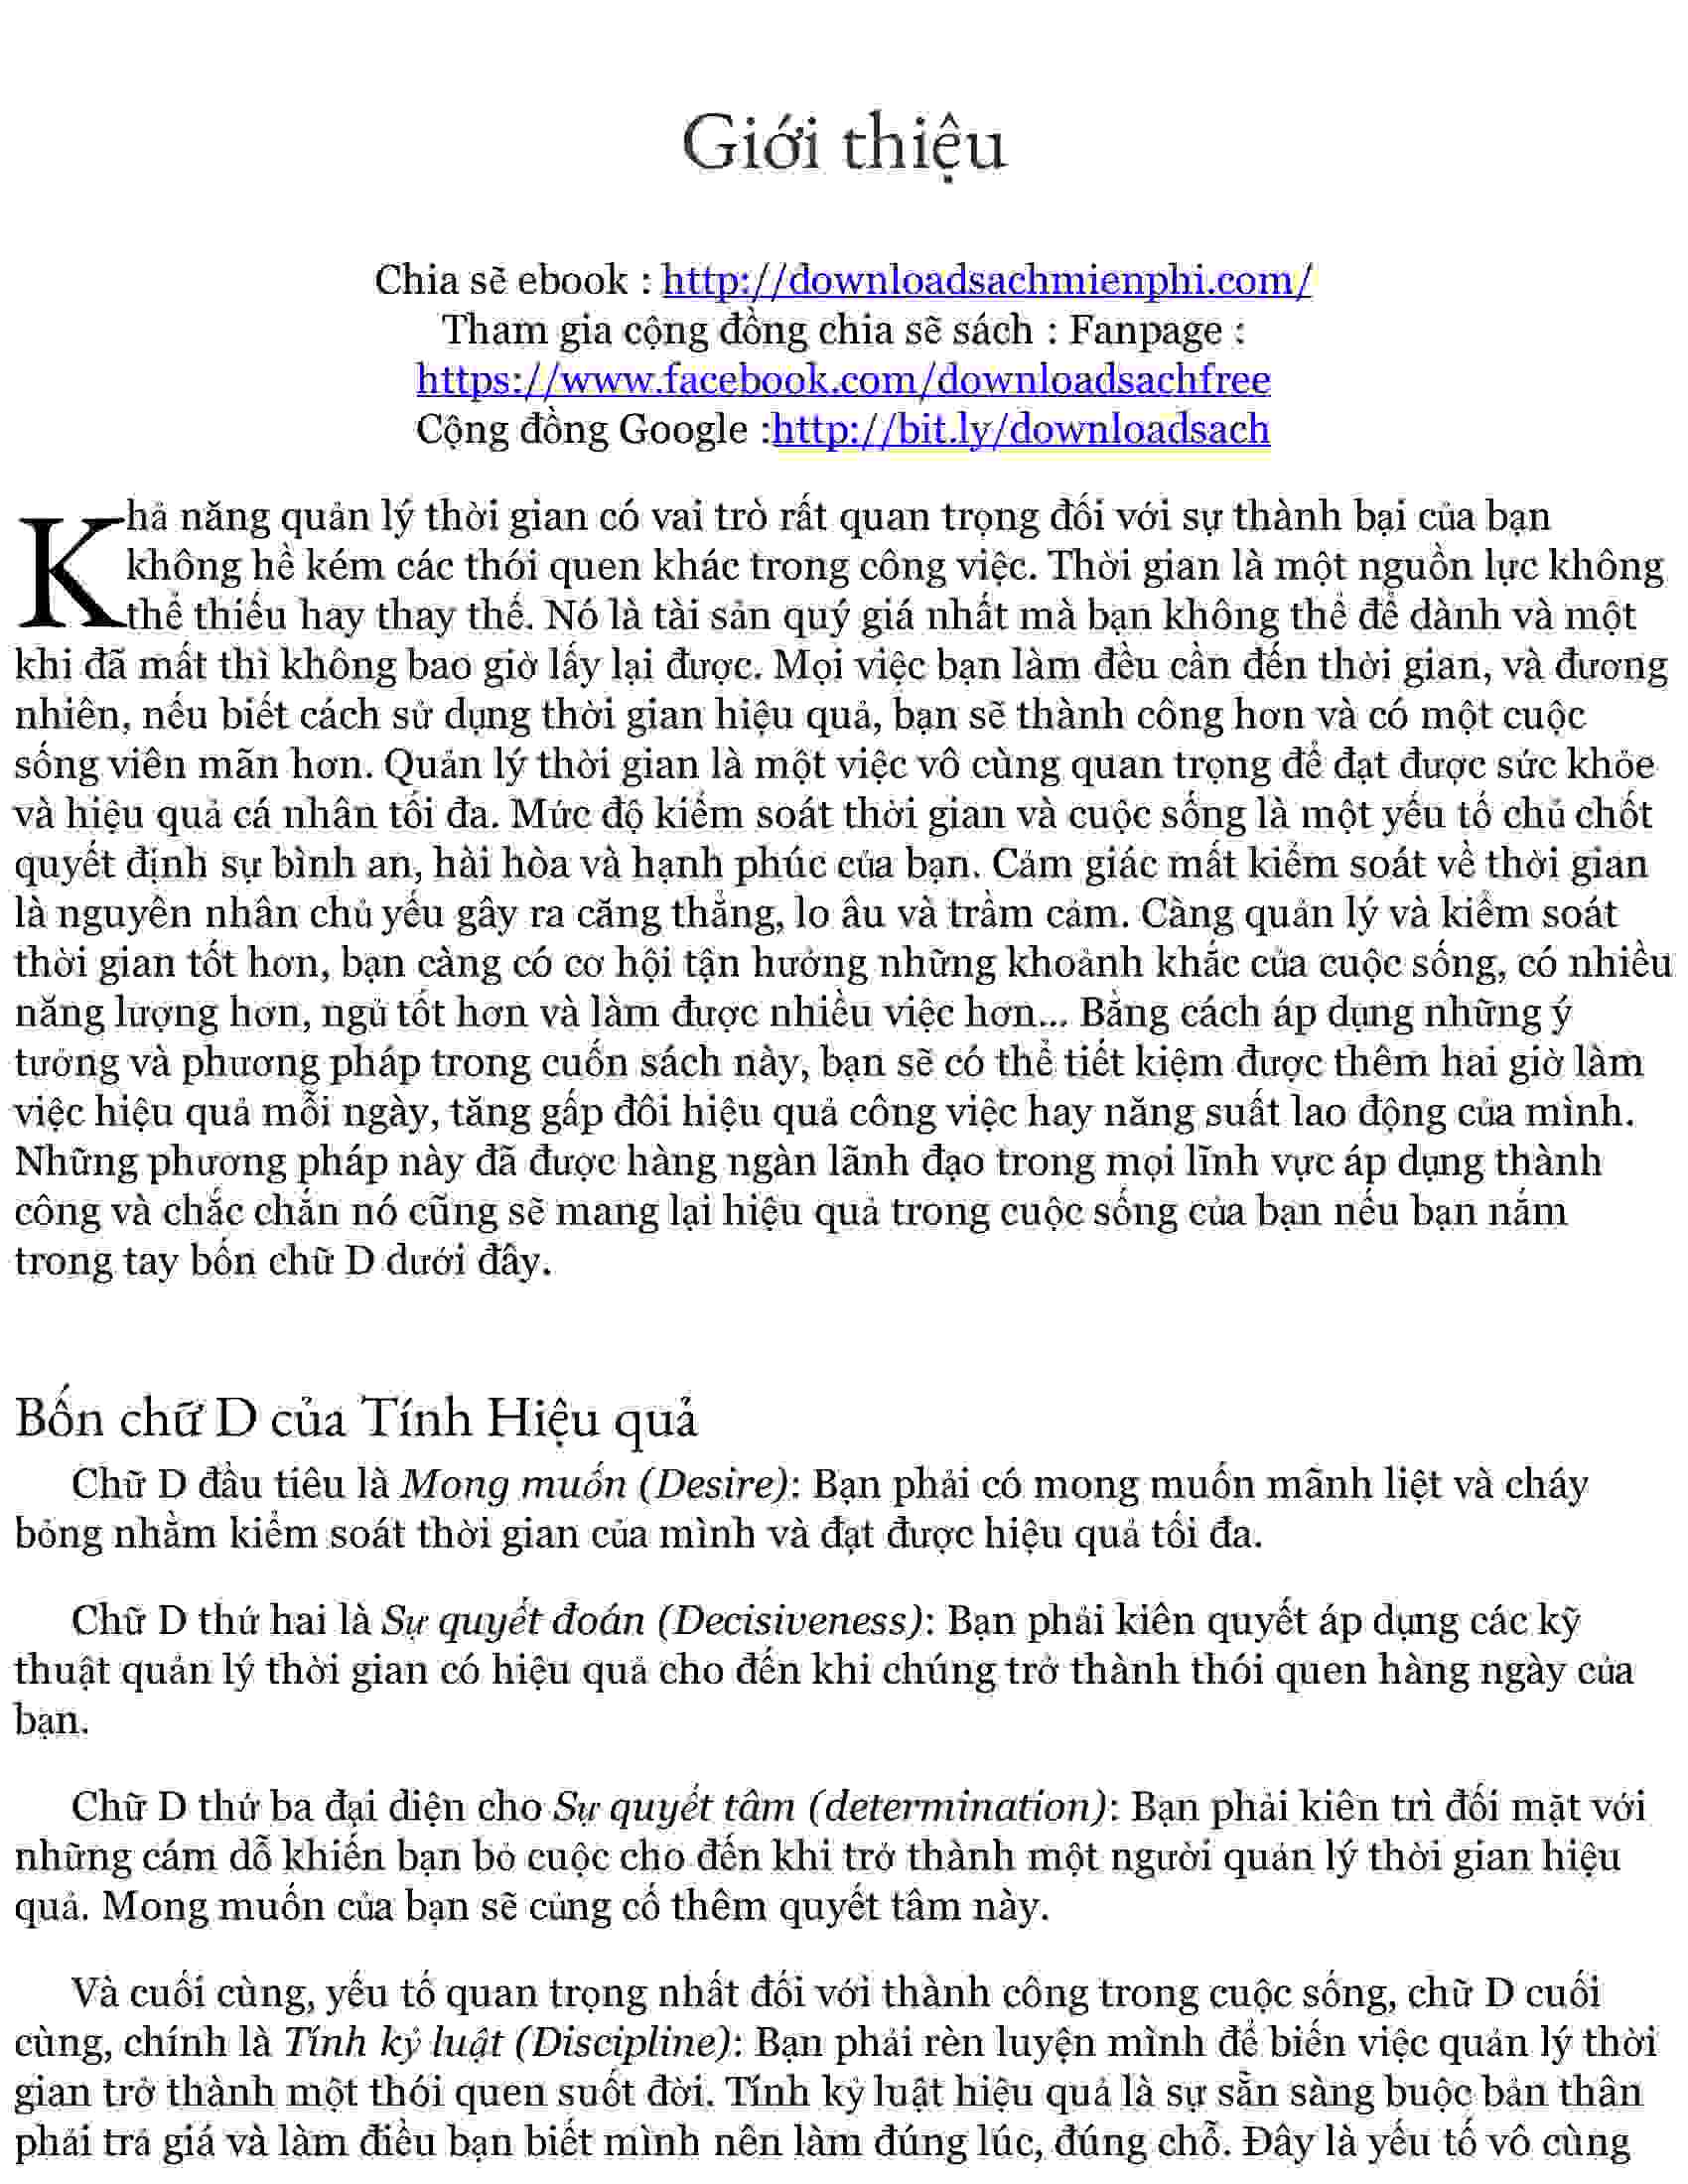 Giới thiệu
Chia sẽ ebook : http://downloadsachmienphi.com/
Tham gia cộng đồng chia sẽ sách : Fanpage :
https://www.facebook.com/downloadsachfree
Cộng đồng Google :http://bit.ly/downloadsach
Khả năng quản lý thời gian có vai trò rất quan trọng đối với sự thành bại của bạn
không hề kém các thói quen khác trong công việc. Thời gian là một nguồn lực không
thể thiếu hay thay thế. Nó là tài sản quý giá nhất mà bạn không thể để dành và một
khi đã mất thì không bao giờ lấy lại được. Mọi việc bạn làm đều cần đến thời gian, và đương
nhiên, nếu biết cách sử dụng thời gian hiệu quả, bạn sẽ thành công hơn và có một cuộc
sống viên mãn hơn. Quản lý thời gian là một việc vô cùng quan trọng để đạt được sức khỏe
và hiệu quả cá nhân tối đa. Mức độ kiểm soát thời gian và cuộc sống là một yếu tố chủ chốt
quyết định sự bình an, hài hòa và hạnh phúc của bạn. Cảm giác mất kiểm soát về thời gian
là nguyên nhân chủ yếu gây ra căng thẳng, lo âu và trầm cảm. Càng quản lý và kiểm soát
thời gian tốt hơn, bạn càng có cơ hội tận hưởng những khoảnh khắc của cuộc sống, có nhiều
năng lượng hơn, ngủ tốt hơn và làm được nhiều việc hơn... Bằng cách áp dụng những ý
tưởng và phương pháp trong cuốn sách này, bạn sẽ có thể tiết kiệm được thêm hai giờ làm
việc hiệu quả mỗi ngày, tăng gấp đôi hiệu quả công việc hay năng suất lao động của mình.
Những phương pháp này đã được hàng ngàn lãnh đạo trong mọi lĩnh vực áp dụng thành
công và chắc chắn nó cũng sẽ mang lại hiệu quả trong cuộc sống của bạn nếu bạn nắm
trong tay bốn chữ D dưới đây.
Bốn chữ D của Tính Hiệu quả
Chữ D đầu tiêu là Mong muốn (Desire): Bạn phải có mong muốn mãnh liệt và cháy
bỏng nhằm kiểm soát thời gian của mình và đạt được hiệu quả tối đa.
Chữ D thứ hai là Sự quyết đoán (Decisiveness): Bạn phải kiên quyết áp dụng các kỹ
thuật quản lý thời gian có hiệu quả cho đến khi chúng trở thành thói quen hàng ngày của
bạn.
Chữ D thứ ba đại diện cho Sự quyết tâm (determination): Bạn phải kiên trì đối mặt với
những cám dỗ khiến bạn bỏ cuộc cho đến khi trở thành một người quản lý thời gian hiệu
quả. Mong muốn của bạn sẽ củng cố thêm quyết tâm này.
Và cuối cùng, yếu tố quan trọng nhất đối với thành công trong cuộc sống, chữ D cuối
cùng, chính là Tính kỷ luật (Discipline): Bạn phải rèn luyện mình để biến việc quản lý thời
gian trở thành một thói quen suốt đời. Tính kỷ luật hiệu quả là sự sẵn sàng buộc bản thân
phải trả giá và làm điều bạn biết mình nên làm đúng lúc, đúng chỗ. Đây là yếu tố vô cùng